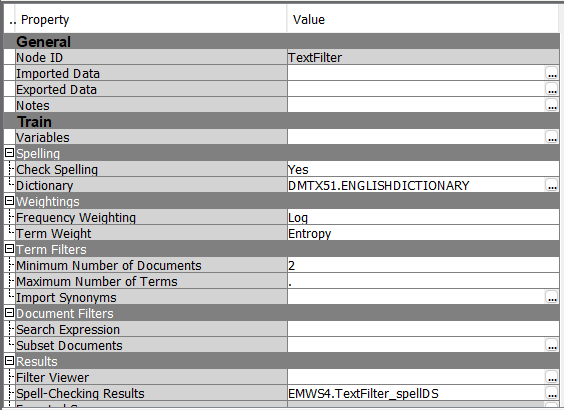 .. Property Value
General
Node ID TextFilter
Imported Data ...
Exported Data ...
Notes ...
Train
Variables ...
Spelling
Check Spelling Yes
Dictionary DMTX51.ENGLISHDICTIONARY ...
Weightings
Frequency Weighting Log
Term Weight Entropy
Term Filters
Minimum Number of Documents 2
Maximum Number of Terms .
Import Synonyms ...
Document Filters
Search Expression
Subset Documents ...
Results
Filter Viewer ...
Spell-Checking Results EMWS4.TextFilter_spellDS ...